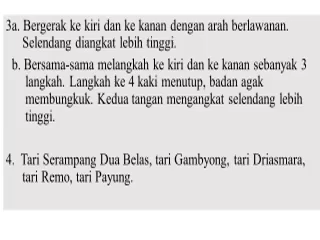 3a. Bergerak ke kiri dan ke kanan dengan arah berlawanan.
Selendang diangkat lebih tinggi.
b. Bersama-sama melangkah ke kiri dan ke kanan sebanyak 3
langkah. Langkah ke 4 kaki menutup, badan agak
membungkuk. Kedua tangan mengangkat selendang lebih
tinggi.
4. Tari Serampang Dua Belas, tari Gambyong, tari Driasmara,
tari Remo, tari Payung.